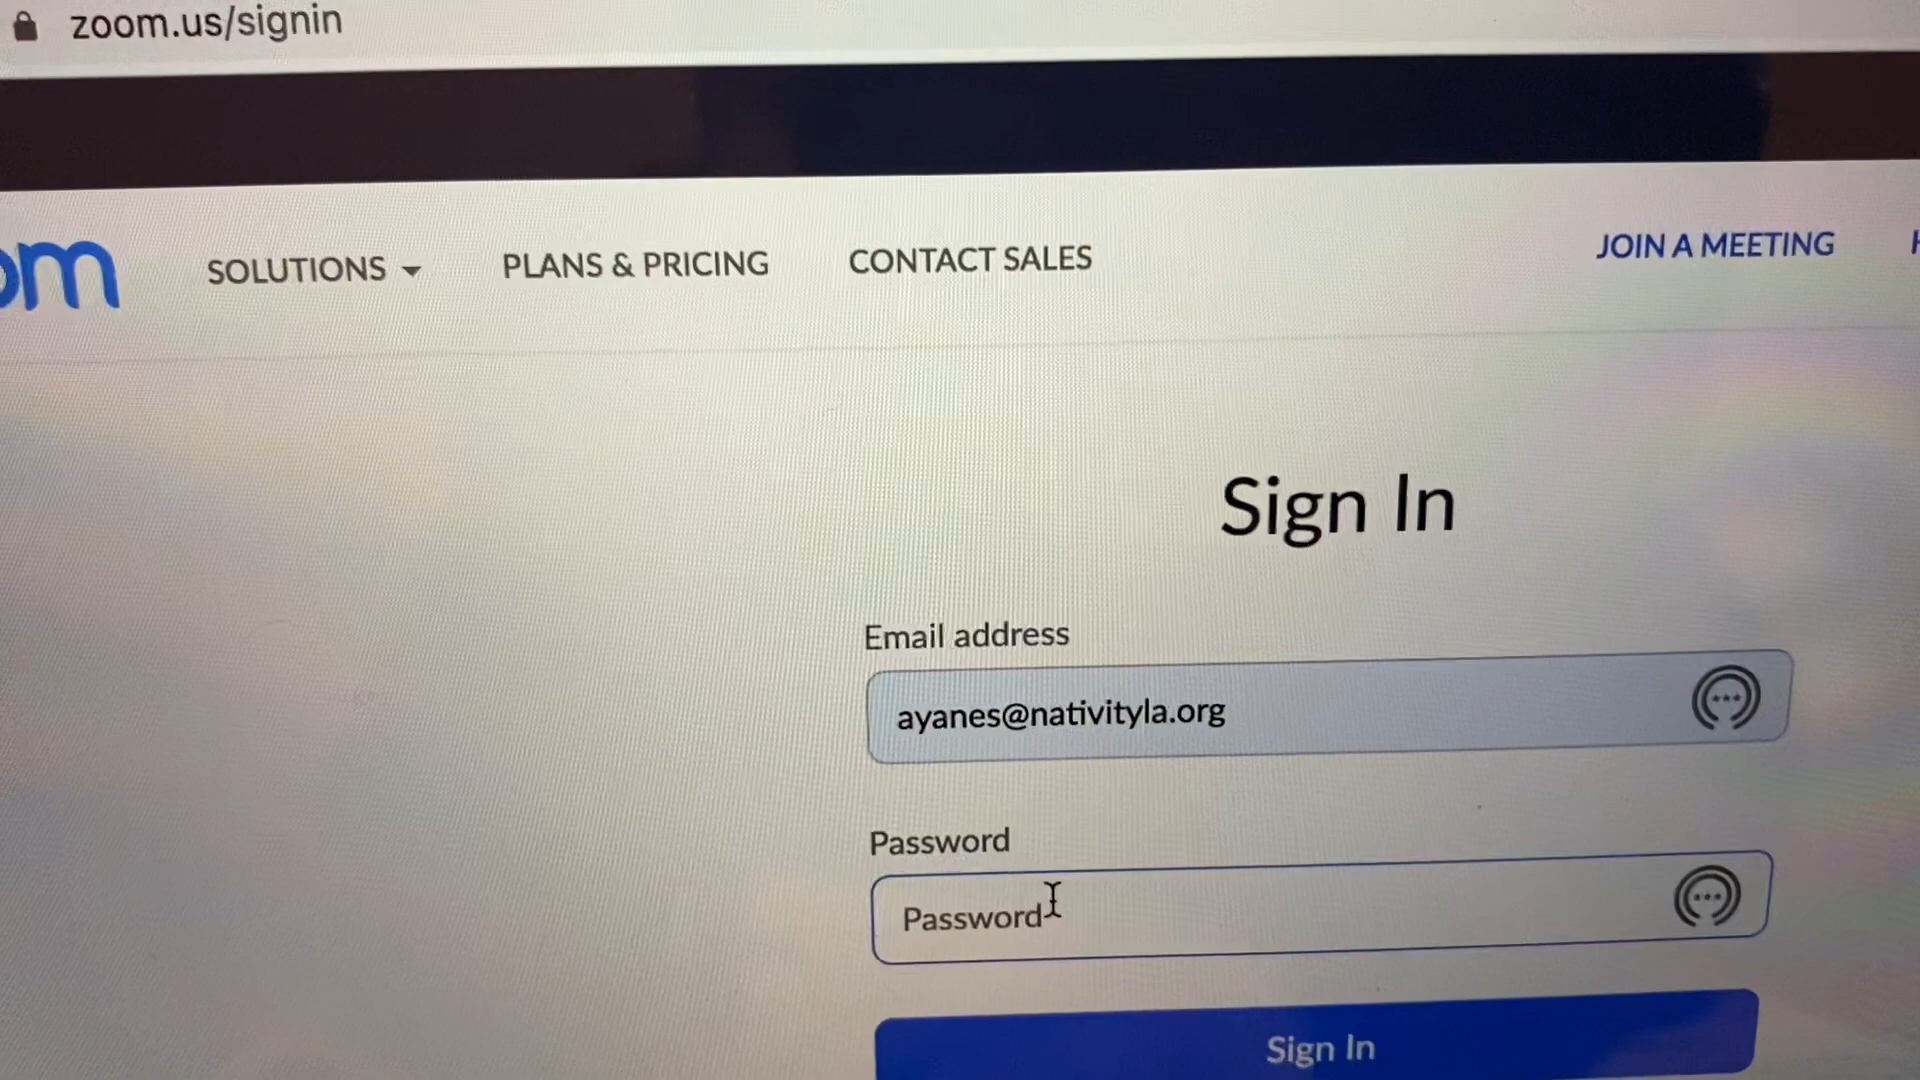 zoom.us/signin
om SOLUTIONS PLANS & PRICING CONTACT SALES JOIN A MEETING
Sign In
Email address
ayanes@nativityla.org
Password
Password
Sign In